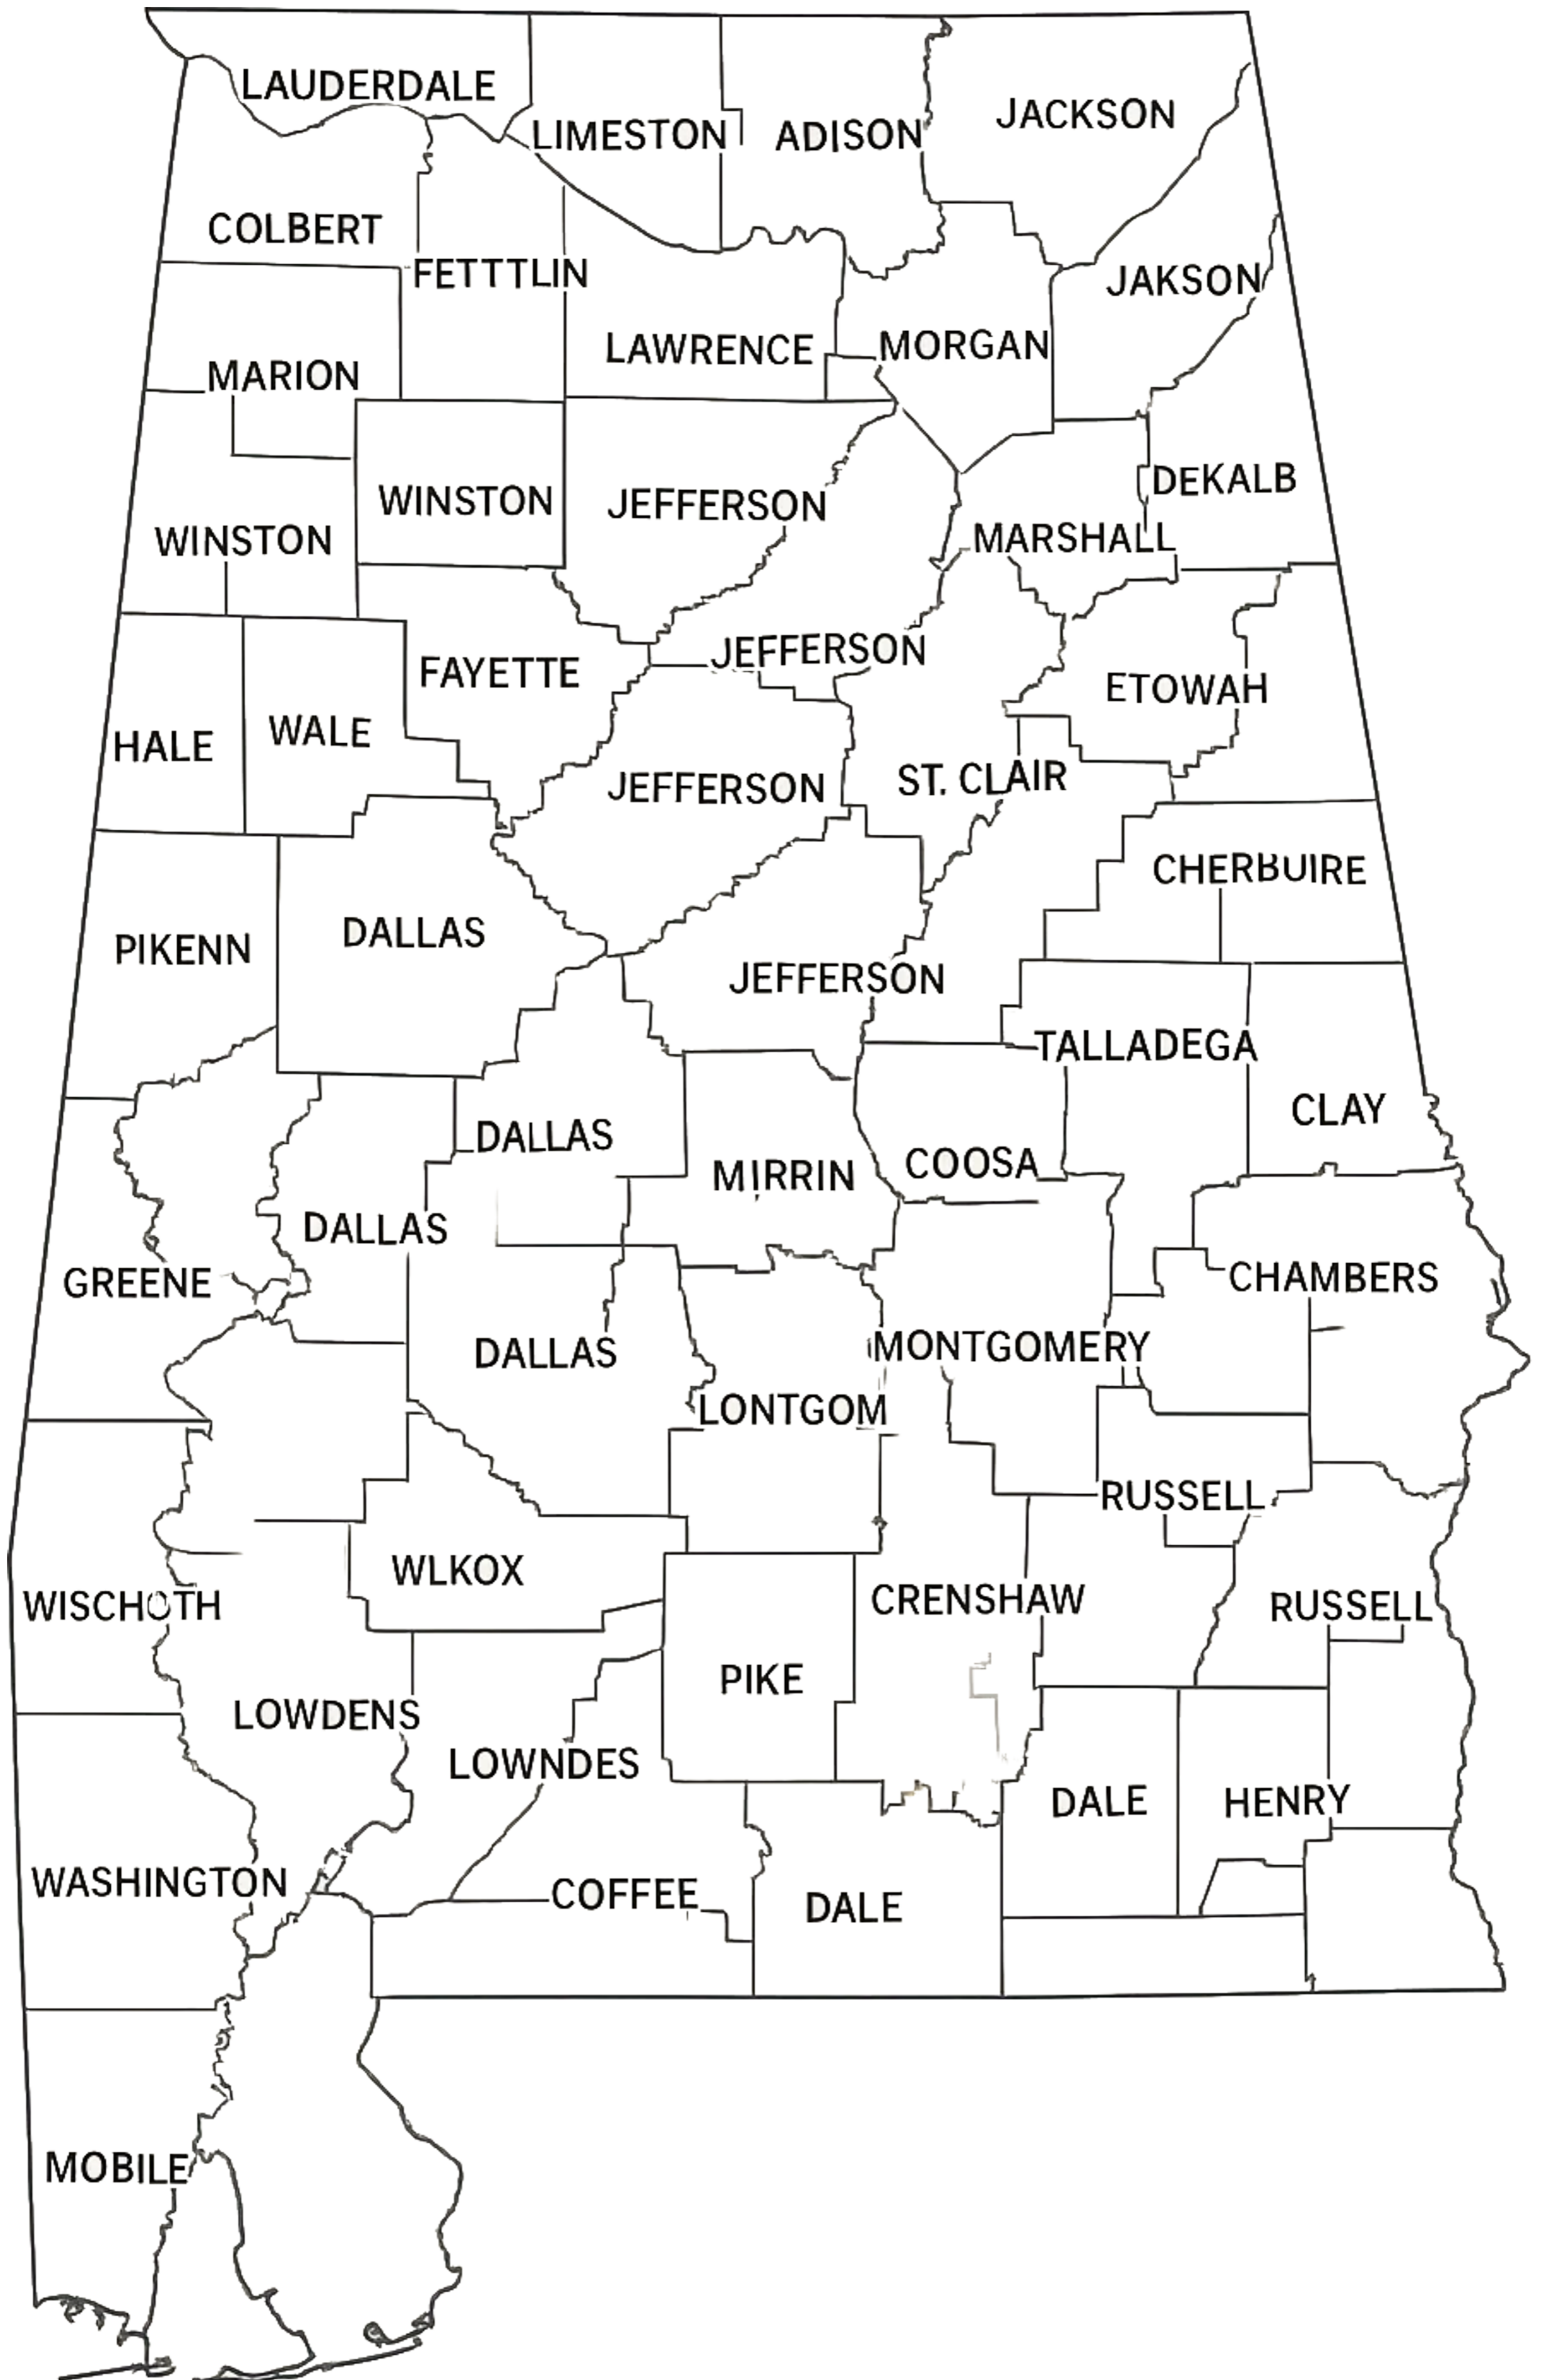 LAUDERDALE
LIMESTON
ADISON
JACKSON
COLBERT
FETTTLIN
JAKSON
LAWRENCE
MORGAN
MARION
WINSTON
JEFFERSON
DEKALB
WINSTON
MARSHALL
FAYETTE
JEFFERSON
ETOWAH
HALE
WALE
JEFFERSON
ST. CLAIR
CHERBUIRE
PIKENN
DALLAS
JEFFERSON
TALLADEGA
CLAY
DALLAS
MIRRIN
COOSA
DALLAS
GREENE
CHAMBERS
DALLAS
MONTGOMERY
LONTGOM
RUSSELL
WLKOX
CRENSHAW
WISCHOTH
RUSSELL
PIKE
LOWDENS
LOWNDES
DALE
HENRY
WASHINGTON
COFFEE
DALE
MOBILE